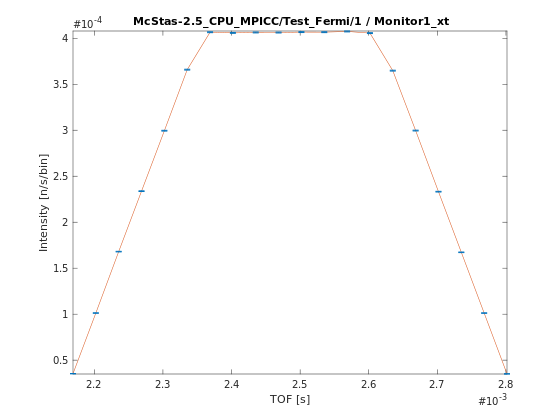 McStas-2.5_CPU_MPICC/Test_Fermi/1 / Monitor1_xt
#10^-4
4
3.5
3
2.5
2
1.5
1
0.5
Intensity [n/s/bin]
2.2 2.3 2.4 2.5 2.6 2.7 2.8
TOF [s]
#10^-3